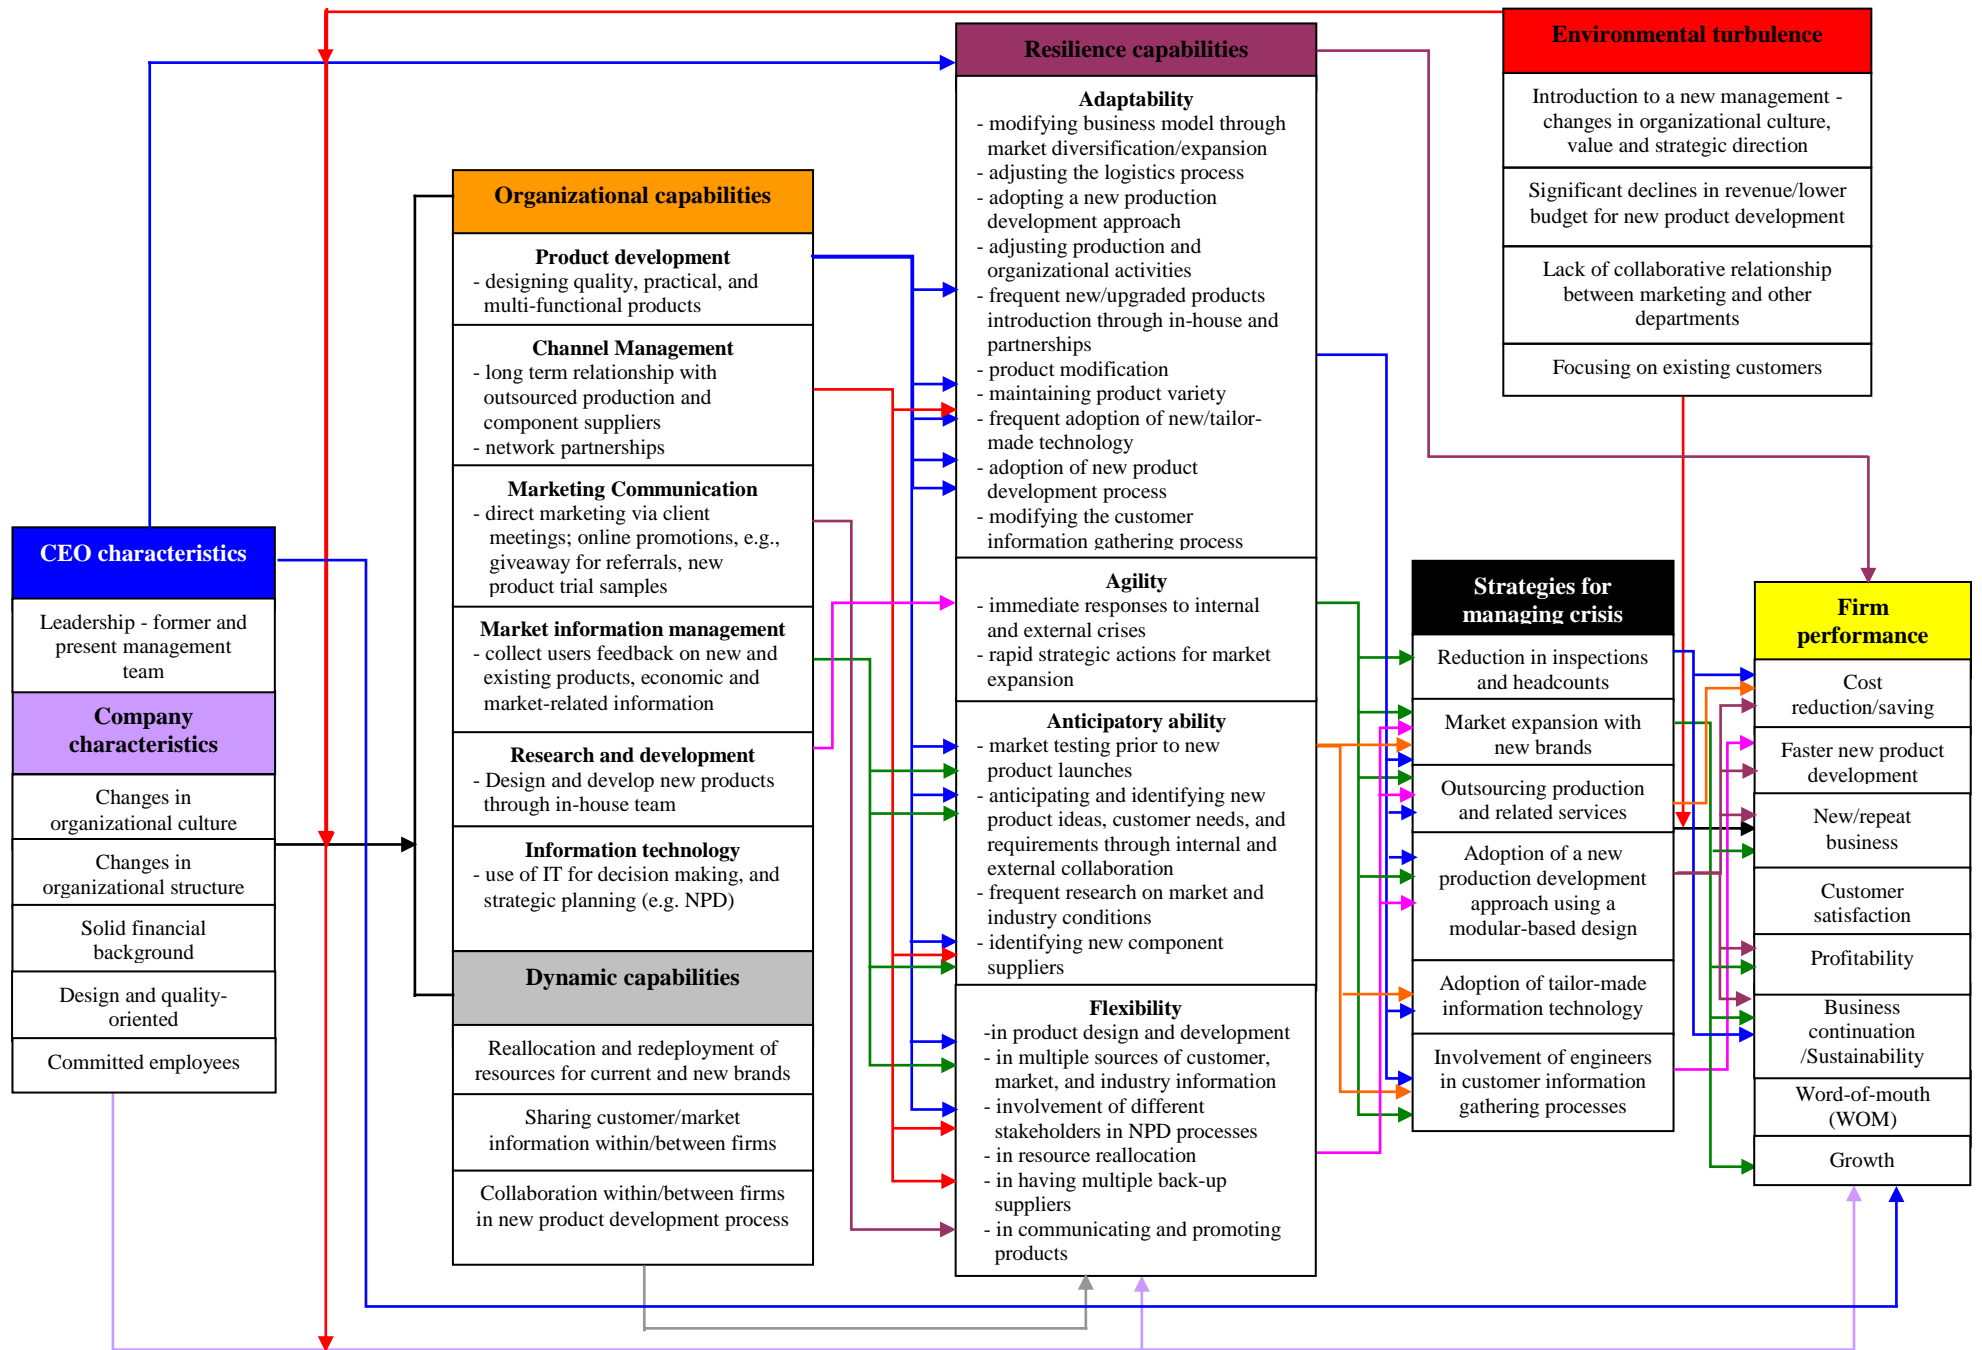 CEO characteristics
Leadership - former and
present management
team
Company
characteristics
Changes in
organizational culture
Changes in
organizational structure
Solid financial
background
Design and quality-
oriented
Committed employees
Organizational capabilities
Product development
- designing quality, practical, and
multi-functional products
Channel Management
- long term relationship with
outsourced production and
component suppliers
- network partnerships
Marketing Communication
- direct marketing via client
meetings; online promotions, e.g.,
giveaway for referrals, new
product trial samples
Market information management
- collect users feedback on new and
existing products, economic and
market-related information
Research and development
- Design and develop new products
through in-house team
Information technology
- use of IT for decision making, and
strategic planning (e.g. NPD)
Dynamic capabilities
Reallocation and redeployment of
resources for current and new brands
Sharing customer/market
information within/between firms
Collaboration within/between firms
in new product development process
Resilience capabilities
Adaptability
- modifying business model through
market diversification/expansion
- adjusting the logistics process
- adopting a new production
development approach
- adjusting production and
organizational activities
- frequent new/upgraded products
introduction through in-house and
partnerships
- product modification
- maintaining product variety
- frequent adoption of new/tailor-
made technology
- adoption of new product
development process
- modifying the customer
information gathering process
Agility
- immediate responses to internal
and external crises
- rapid strategic actions for market
expansion
Anticipatory ability
- market testing prior to new
product launches
- anticipating and identifying new
product ideas, customer needs, and
requirements through internal and
external collaboration
- frequent research on market and
industry conditions
- identifying new component
suppliers
Flexibility
-in product design and development
- in multiple sources of customer,
market, and industry information
- involvement of different
stakeholders in NPD processes
- in resource reallocation
- in having multiple back-up
suppliers
- in communicating and promoting
products
Strategies for
managing crisis
Reduction in inspections
and headcounts
Market expansion with
new brands
Outsourcing production
and related services
Adoption of a new
production development
approach using a
modular-based design
Adoption of tailor-made
information technology
Involvement of engineers
in customer information
gathering processes
Environmental turbulence
Introduction to a new management -
changes in organizational culture,
value and strategic direction
Significant declines in revenue/lower
budget for new product development
Lack of collaborative relationship
between marketing and other
departments
Focusing on existing customers
Firm
performance
Cost
reduction/saving
Faster new product
development
New/repeat
business
Customer
satisfaction
Profitability
Business
continuation
/Sustainability
Word-of-mouth
(WOM)
Growth